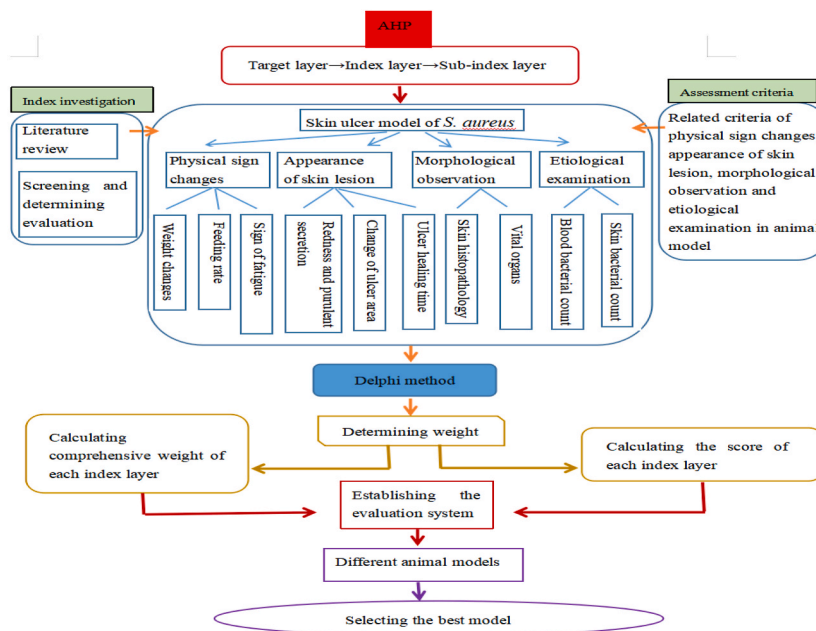 AHP
Target layer→Index layer→Sub-index layer
Index investigation
Literature
review
Screening and
determining
evaluation
Assessment criteria
Related criteria of
physical sign changes
appearance of skin
lesion, morphological
observation and
etiological
examination in animal
model
Skin ulcer model of S. aureus
Physical sign
changes
Appearance
of skin lesion
Morphological
observation
Etiological
examination
Weight changes
Feeding rate
Sign of fatigue
Redness and purulent
secretion
Change of ulcer area
Ulcer healing time
Skin histopathology
Vital organs
Blood bacterial count
Skin bacterial count
Delphi method
Determining weight
Calculating
comprehensive weight of
each index layer
Calculating the score of
each index layer
Establishing the
evaluation system
Different animal models
Selecting the best model